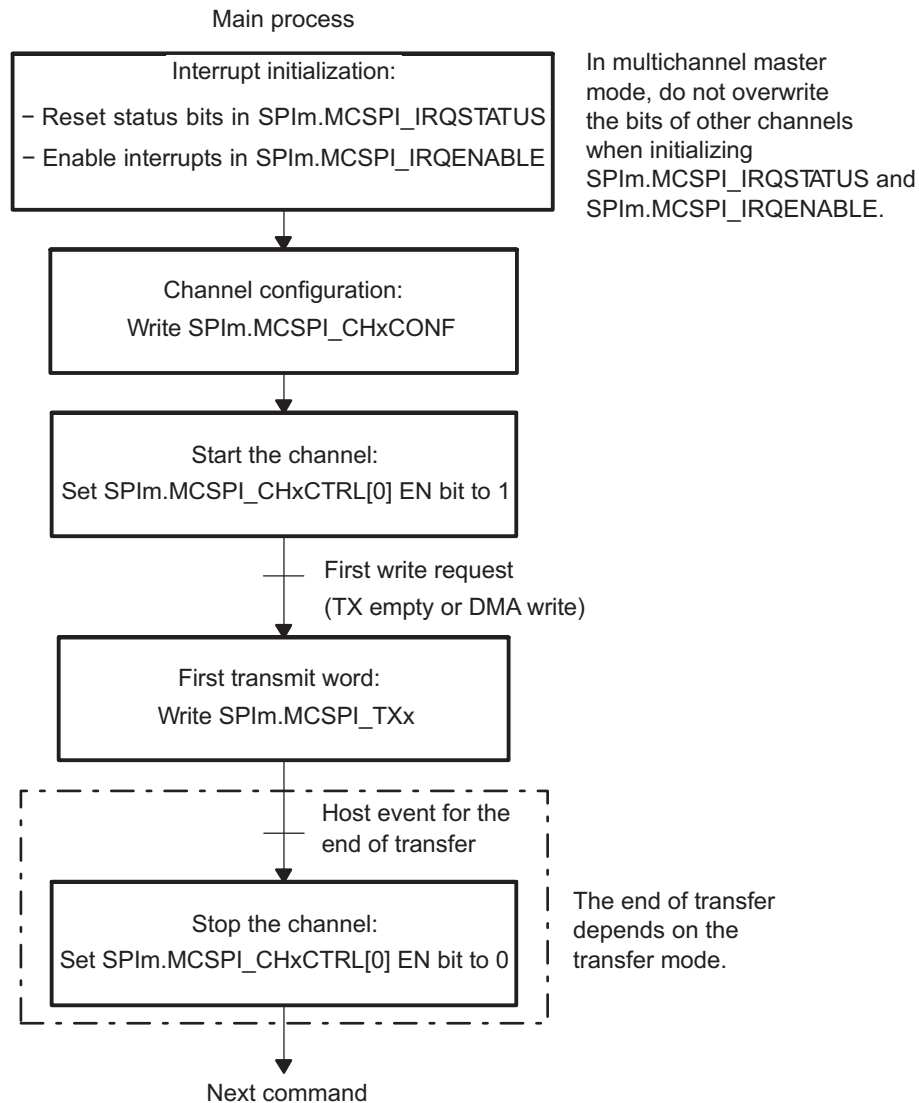 Main process
Interrupt initialization:
− Reset status bits in SPIm.MCSPI_IRQSTATUS
− Enable interrupts in SPIm.MCSPI_IRQENABLE
In multichannel master
mode, do not overwrite
the bits of other channels
when initializing
SPIm.MCSPI_IRQSTATUS and
SPIm.MCSPI_IRQENABLE.
Channel configuration:
Write SPIm.MCSPI_CHxCONF
Start the channel:
Set SPIm.MCSPI_CHxCTRL[0] EN bit to 1
First write request
(TX empty or DMA write)
First transmit word:
Write SPIm.MCSPI_TXx
Host event for the
end of transfer
Stop the channel:
Set SPIm.MCSPI_CHxCTRL[0] EN bit to 0
The end of transfer
depends on the
transfer mode.
Next command